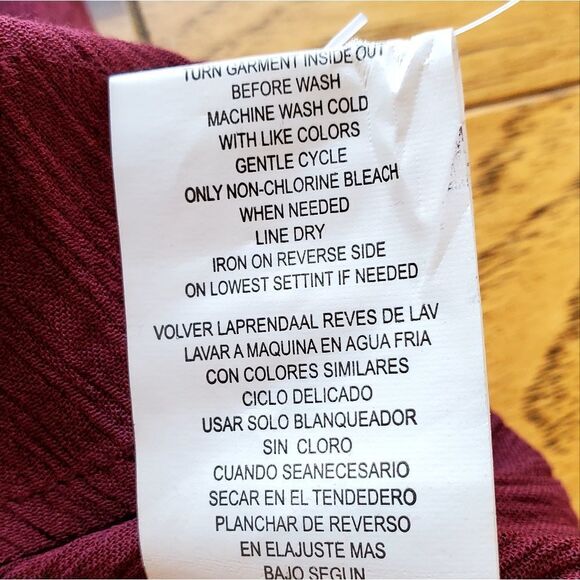 TURN GARMENT INSIDE OUT
BEFORE WASH
MACHINE WASH COLD
WITH LIKE COLORS
GENTLE CYCLE
ONLY NON-CHLORINE BLEACH
WHEN NEEDED
LINE DRY
IRON ON REVERSE SIDE
ON LOWEST SETTINT IF NEEDED
VOLVER LAPRENDAAL REVES DE LAV
LAVAR A MAQUINA EN AGUA FRIA
CON COLORES SIMILARES
CICLO DELICADO
USAR SOLO BLANQUEADOR
SIN CLORO
CUANDO SEANECESARIO
SECAR EN EL TENDEDERO
PLANCHAR DE REVERSO
EN ELAJUSTE MAS
BAJO SEGUN